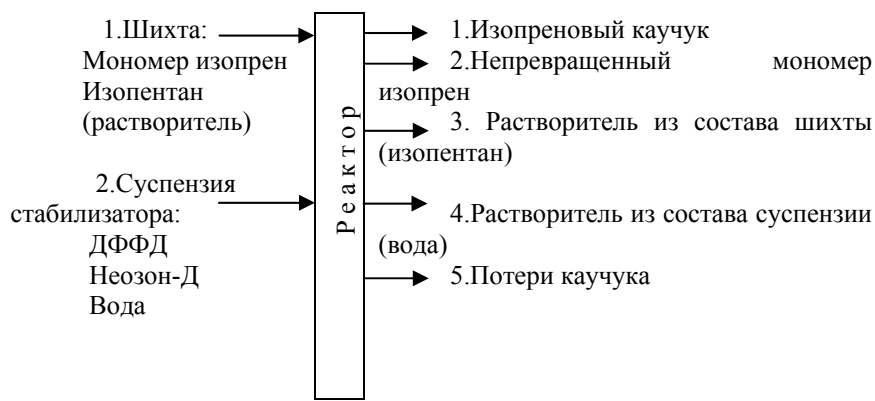 1.Шихта:
Мономер изопрен
Изопентан
(растворитель)
2.Суспензия
стабилизатора:
ДФФД
Неозон-Д
Вода
Реактор
1.Изопреновый каучук
2.Непревращенный мономер
изопрен
3. Растворитель из состава шихты
(изопентан)
4.Растворитель из состава суспензии
(вода)
5.Потери каучука